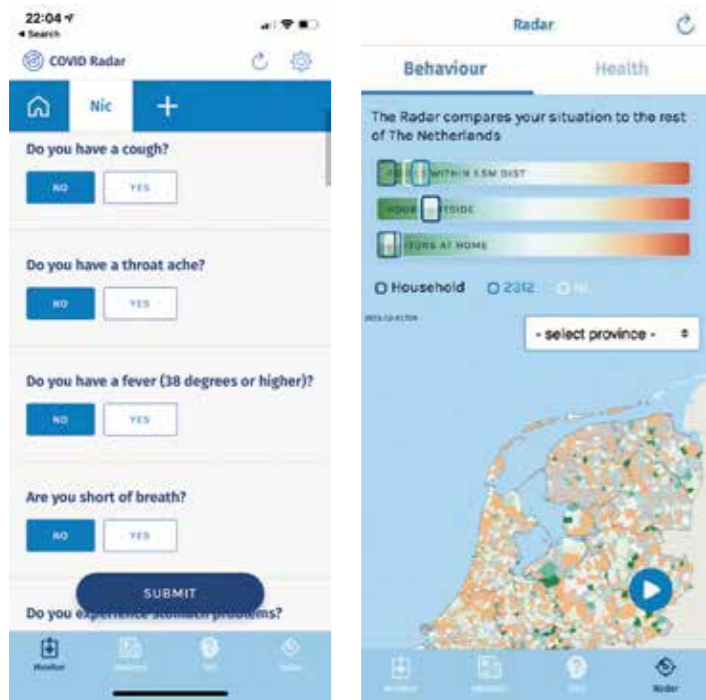 22:04
Search
COVID Radar
Nic +
Do you have a cough?
NO YES
Do you have a throat ache?
NO YES
Do you have a fever (38 degrees or higher)?
NO YES
Are you short of breath?
NO YES
SUBMIT
Do you experience stomach problems?
Radar
Behaviour Health
The Radar compares your situation to the rest
of The Netherlands
WITHIN 1.5M DIST
AT HOME
Household 2312 NL
- select province -
Radar